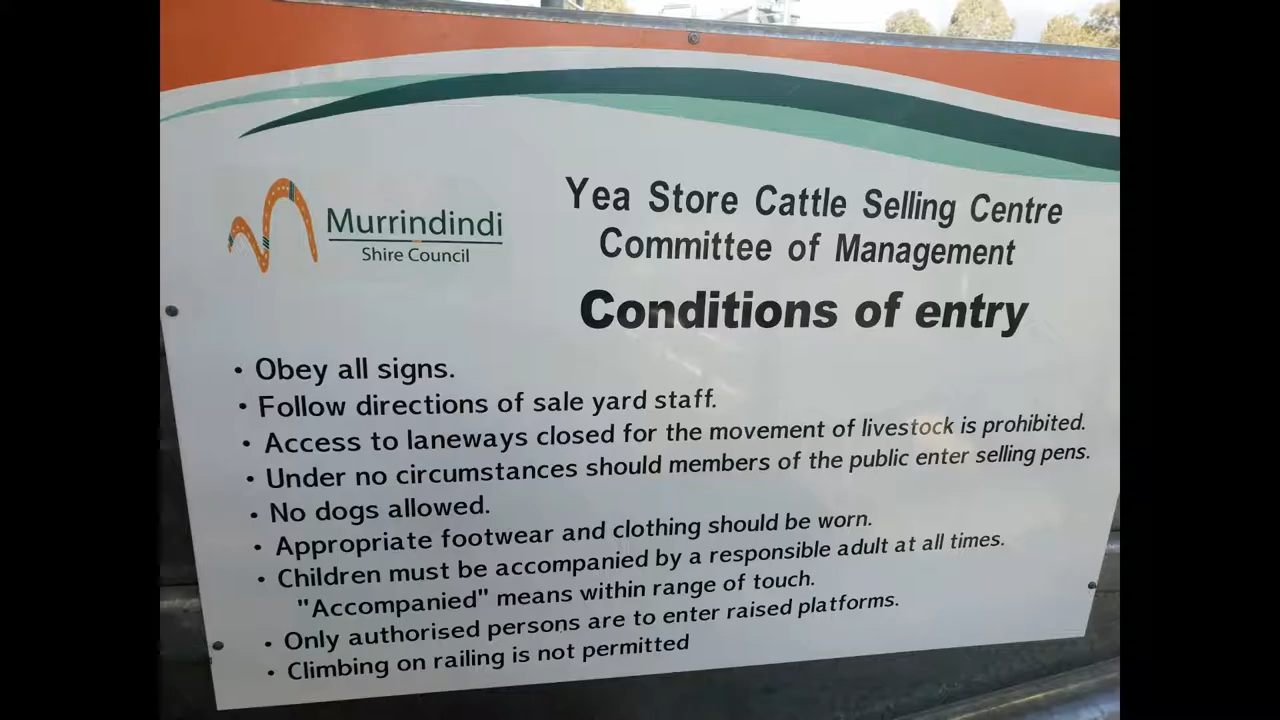 Murrindindi
Shire Council
Yea Store Cattle Selling Centre
Committee of Management
Conditions of entry
• Obey all signs.
• Follow directions of sale yard staff.
• Access to laneways closed for the movement of livestock is prohibited.
• Under no circumstances should members of the public enter selling pens.
• No dogs allowed.
• Appropriate footwear and clothing should be worn.
• Children must be accompanied by a responsible adult at all times.
"Accompanied" means within range of touch.
• Only authorised persons are to enter raised platforms.
• Climbing on railing is not permitted